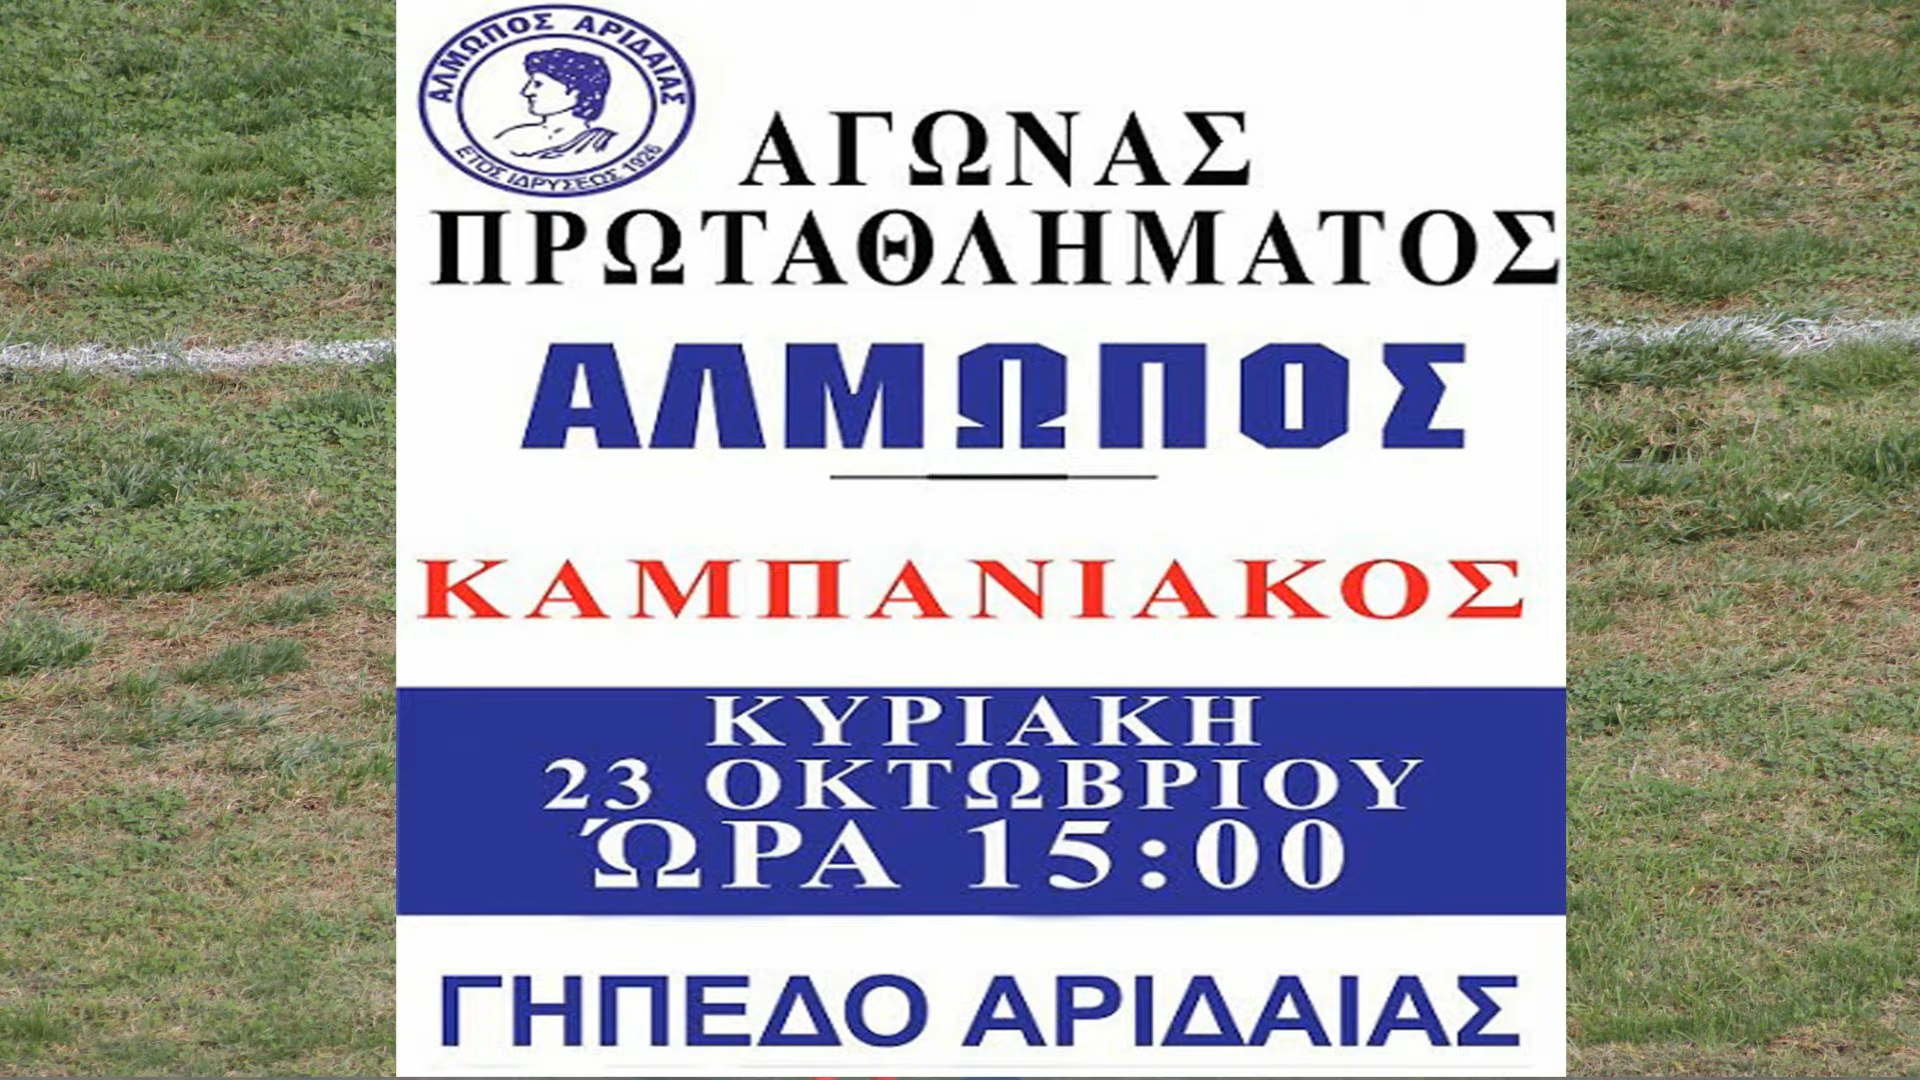 ΑΛΜΩΠΟΣ ΑΡΙΔΑΙΑΣ
ΕΤΟΣ ΙΔΡΥΣΕΩΣ 1926
ΑΓΩΝΑΣ
ΠΡΩΤΑΘΛΗΜΑΤΟΣ
ΑΛΜΩΠΟΣ
ΚΑΜΠΑΝΙΑΚΟΣ
ΚΥΡΙΑΚΗ
23 ΟΚΤΩΒΡΙΟΥ
ΏΡΑ 15:00
ΓΗΠΕΔΟ ΑΡΙΔΑΙΑΣ